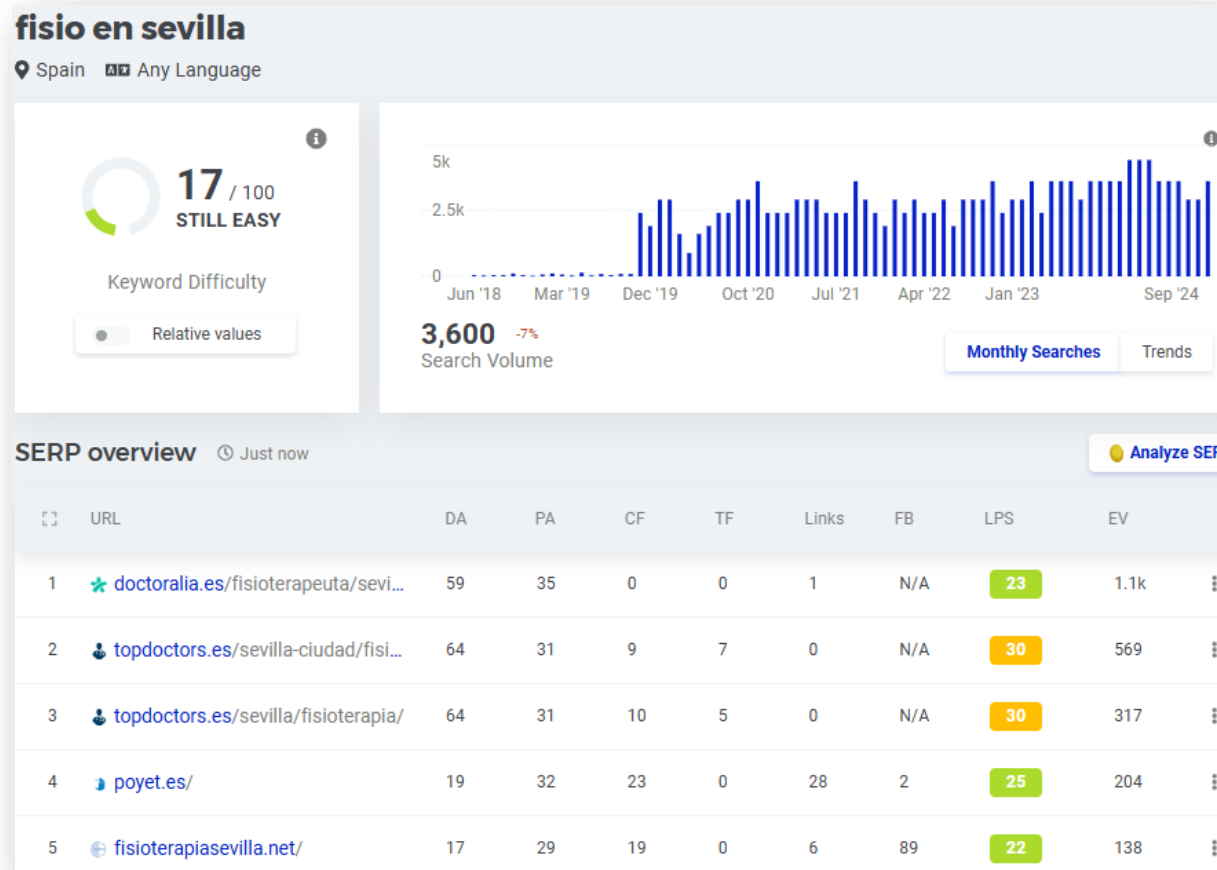 fisio en sevilla
Spain Any Language
17 / 100
STILL EASY
Keyword Difficulty
Relative values
5k
2.5k
0
Jun '18 Mar '19 Dec '19 Oct '20 Jul '21 Apr '22 Jan '23 Sep '24
3,600 -7%
Search Volume
Monthly Searches Trends
SERP overview Just now
Analyze SER
URL DA PA CF TF Links FB LPS EV
1 doctoralia.es/fisioterapeuta/sevi... 59 35 0 0 1 N/A 23 1.1k
2 topdoctors.es/sevilla-ciudad/fisi... 64 31 9 7 0 N/A 30 569
3 topdoctors.es/sevilla/fisioterapia/ 64 31 10 5 0 N/A 30 317
4 poyet.es/ 19 32 23 0 28 2 25 204
5 fisioterapiasevilla.net/ 17 29 19 0 6 89 22 138